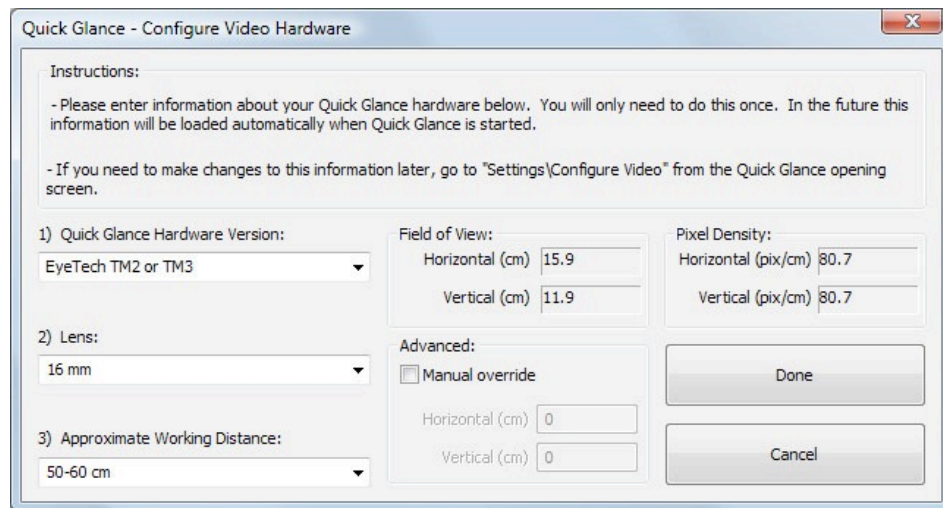 Quick Glance - Configure Video Hardware
Instructions:
- Please enter information about your Quick Glance hardware below. You will only need to do this once. In the future this
information will be loaded automatically when Quick Glance is started.
- If you need to make changes to this information later, go to "Settings\Configure Video" from the Quick Glance opening
screen.
1) Quick Glance Hardware Version:
EyeTech TM2 or TM3
2) Lens:
16 mm
3) Approximate Working Distance:
50-60 cm
Field of View:
Horizontal (cm) 15.9
Vertical (cm) 11.9
Advanced:
Manual override
Horizontal (cm) 0
Vertical (cm) 0
Pixel Density:
Horizontal (pix/cm) 80.7
Vertical (pix/cm) 80.7
Done
Cancel